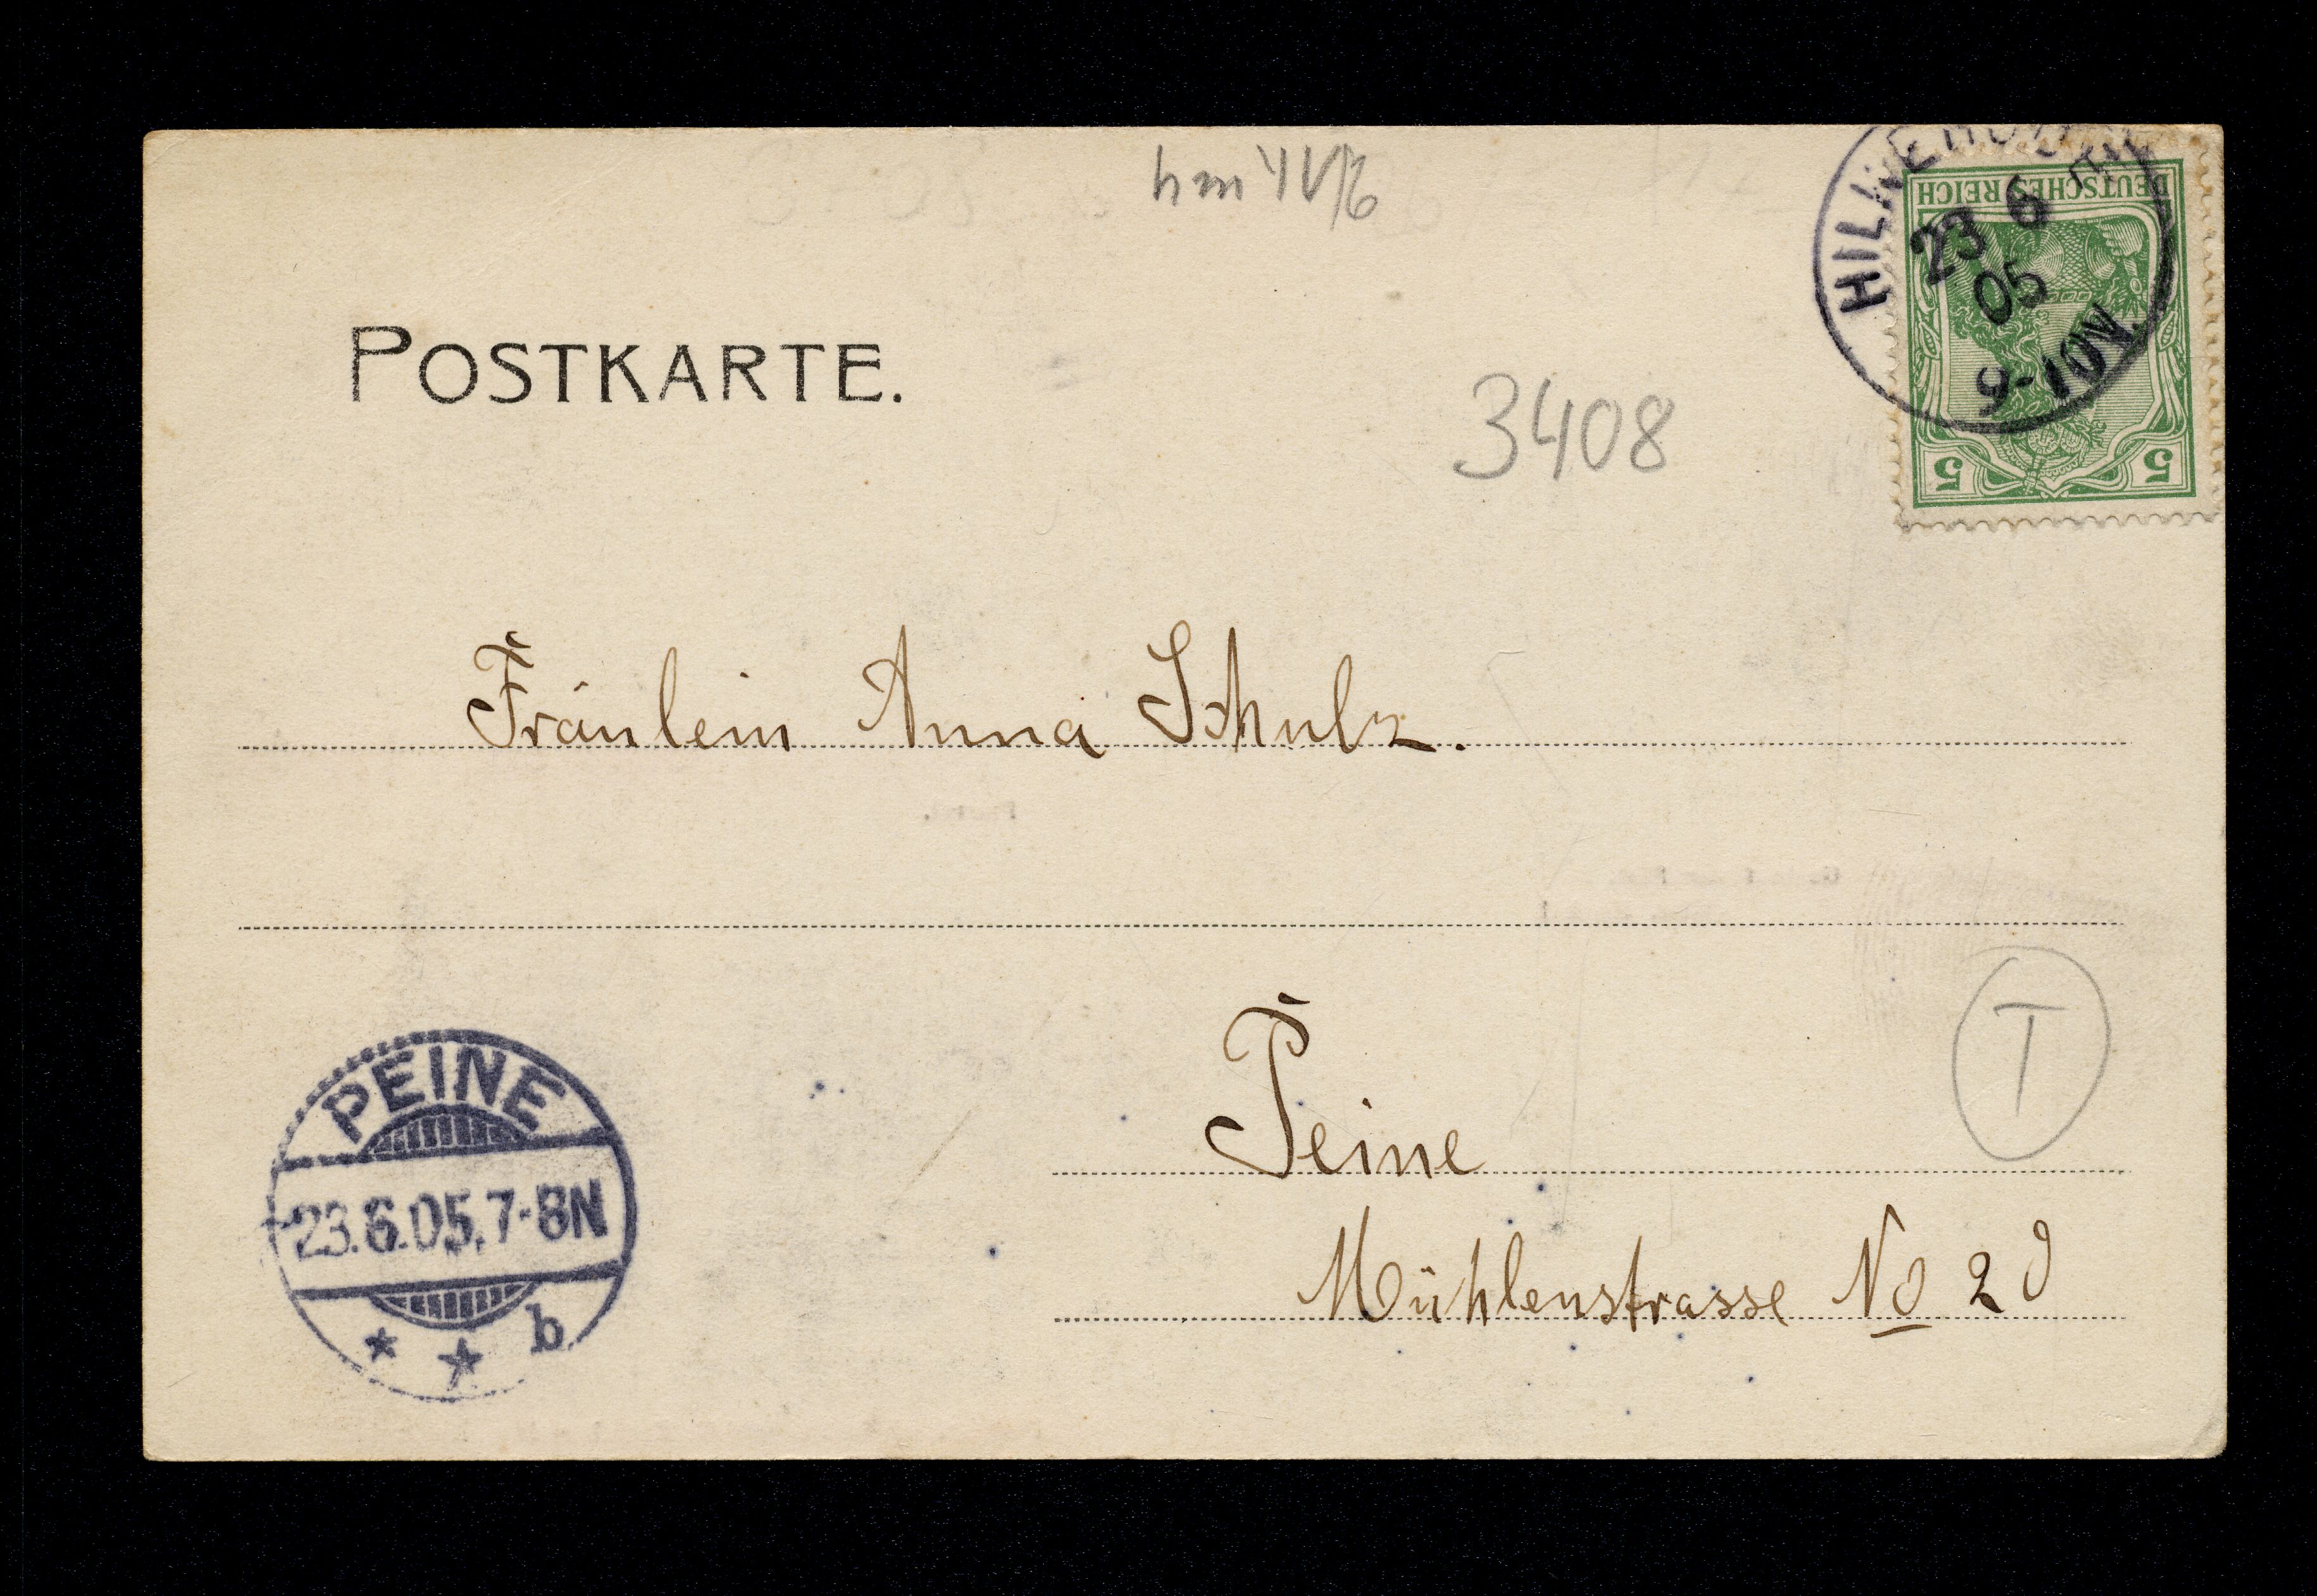 HILKERODE
23 6
05
9-10V.
DEUTSCHES REICH
5 5
POSTKARTE.
3408
Fräulein Anna Schulz.
Peine
T
Mühlenstrasse No 20
PEINE
23.6.05.7-8N
* * b